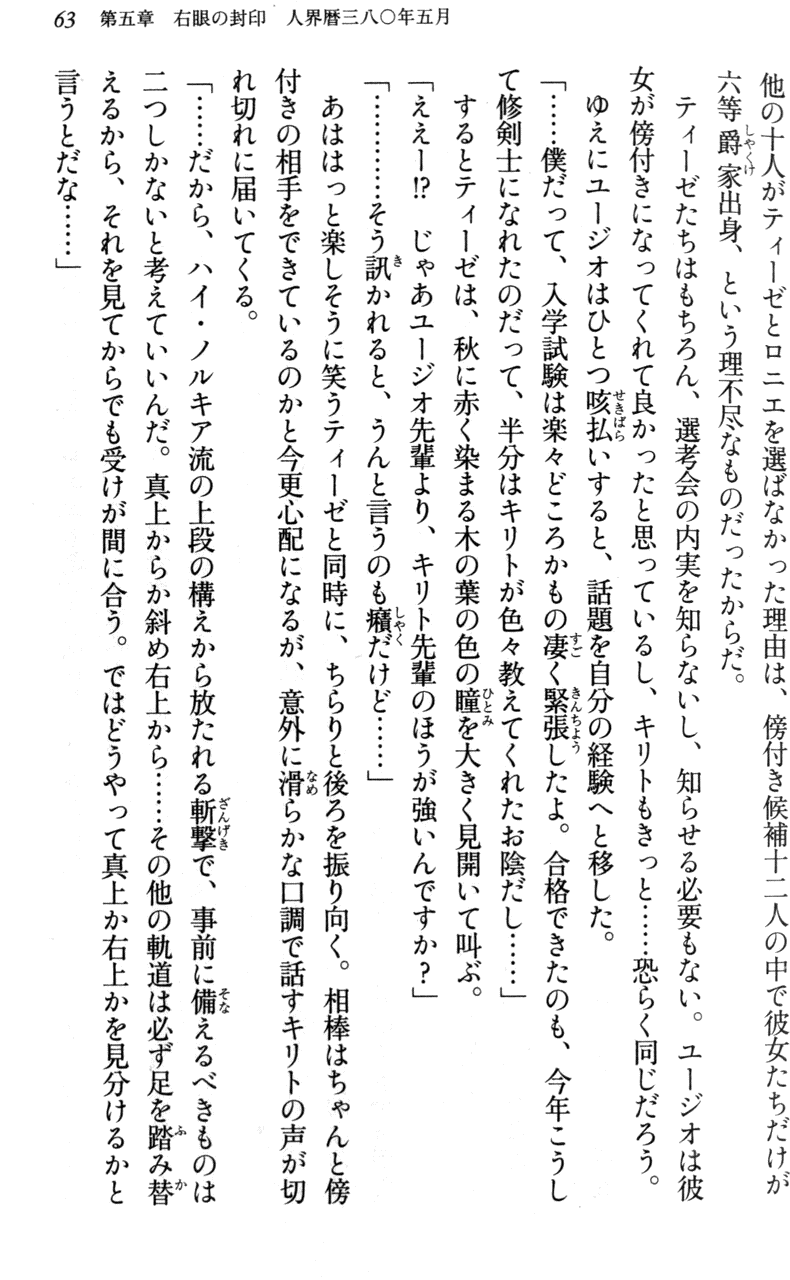 63　第五章　右眼の封印　人界暦三八〇年五月
他の十人がティーゼとロニエを選ばなかった理由は、傍付き候補十二人の中で彼女たちだけが
六等爵家出身、という理不尽なものだったからだ。
　ティーゼたちはもちろん、選考会の内実を知らないし、知らせる必要もない。ユージオは彼
女が傍付きになってくれて良かったと思っているし、キリトもきっと……恐らく同じだろう。
　ゆえにユージオはひとつ咳払いすると、話題を自分の経験へと移した。
「……僕だって、入学試験は楽々どころかもの凄く緊張したよ。合格できたのも、今年こうし
て修剣士になれたのだって、半分はキリトが色々教えてくれたお陰だし……」
　するとティーゼは、秋に赤く染まる木の葉の色の瞳を大きく見開いて叫ぶ。
「ええー!?　じゃあユージオ先輩より、キリト先輩のほうが強いんですか？」
「…………そう訊かれると、うんと言うのも癪だけど……」
　あははっと楽しそうに笑うティーゼと同時に、ちらりと後ろを振り向く。相棒はちゃんと傍
付きの相手をできているのかと今更心配になるが、意外に滑らかな口調で話すキリトの声が切
れ切れに届いてくる。
「……だから、ハイ・ノルキア流の上段の構えから放たれる斬撃で、事前に備えるべきものは
二つしかないと考えていいんだ。真上からか斜め右上から……その他の軌道は必ず足を踏み替
えるから、それを見てからでも受けが間に合う。ではどうやって真上か右上かを見分けるかと
言うとだな……」